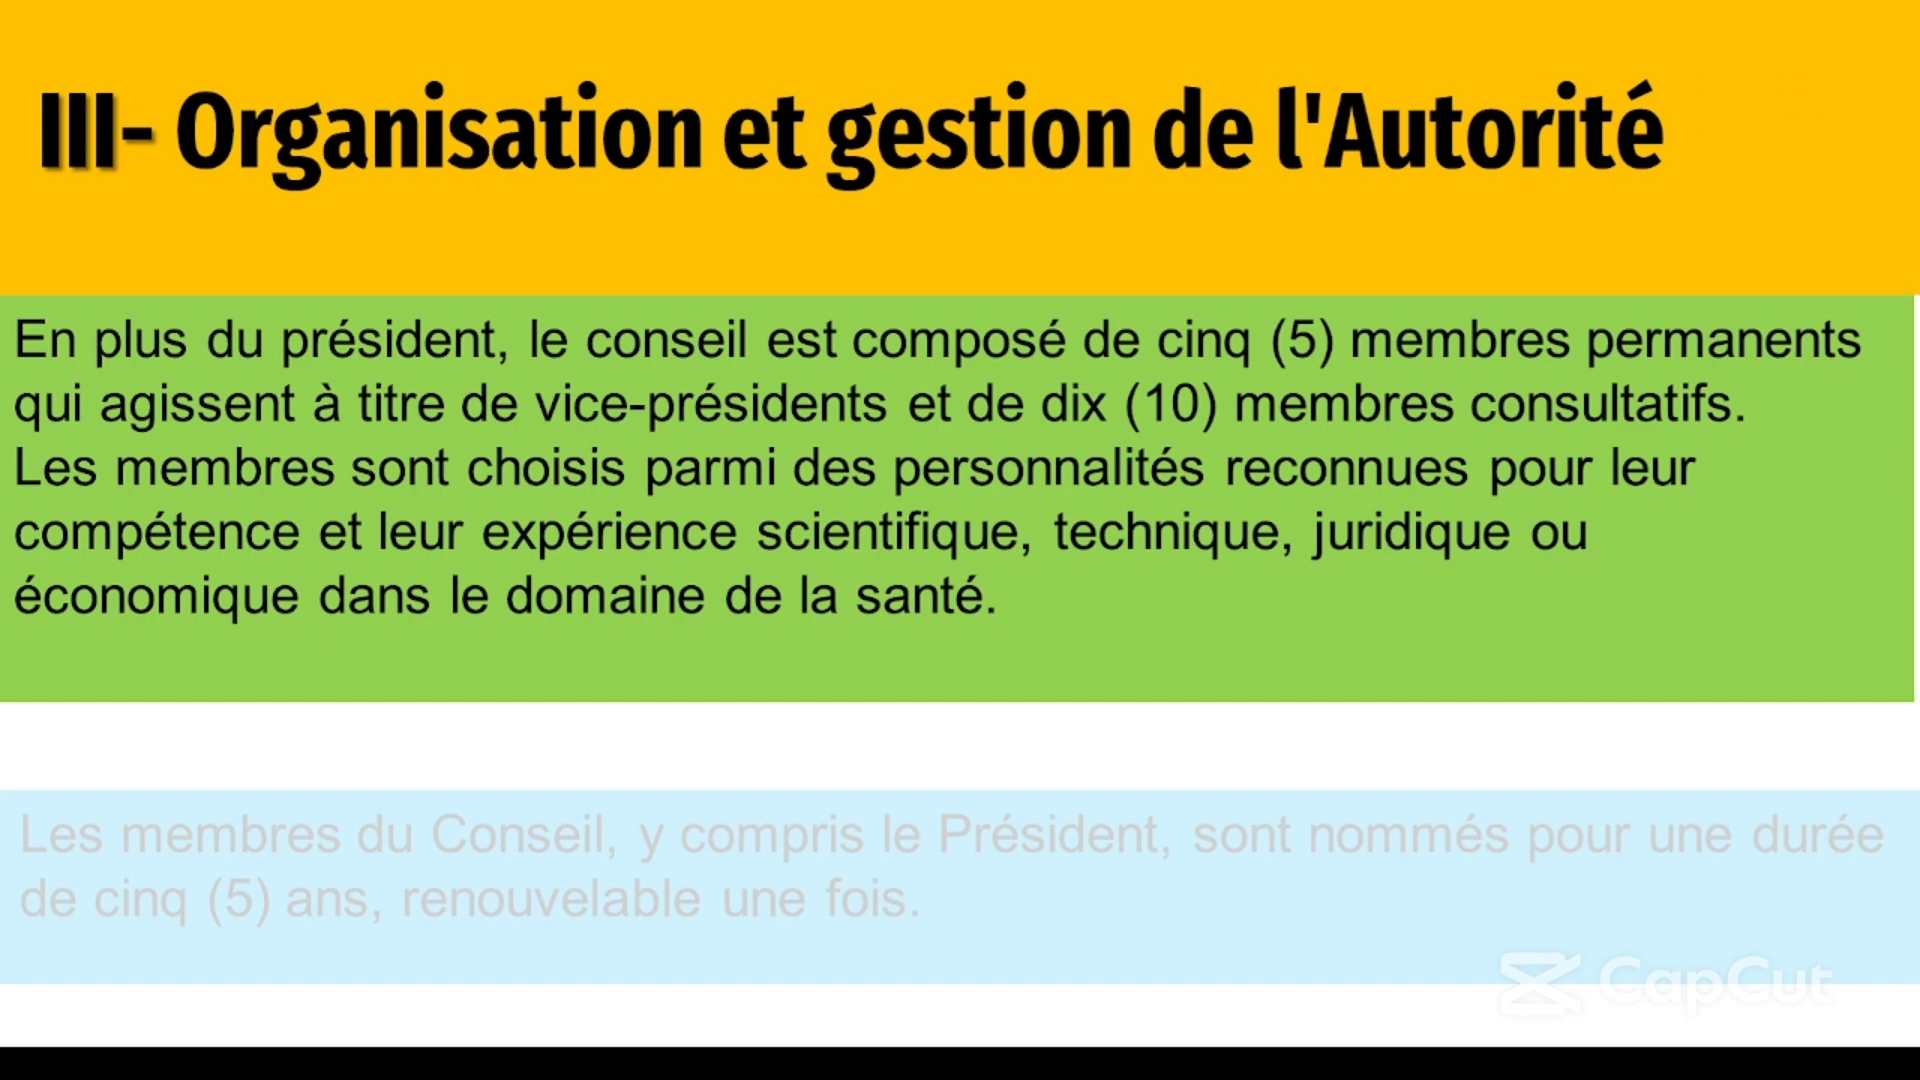 III- Organisation et gestion de l'Autorité
En plus du président, le conseil est composé de cinq (5) membres permanents
qui agissent à titre de vice-présidents et de dix (10) membres consultatifs.
Les membres sont choisis parmi des personnalités reconnues pour leur
compétence et leur expérience scientifique, technique, juridique ou
économique dans le domaine de la santé.
Les membres du Conseil, y compris le Président, sont nommés pour une durée
de cinq (5) ans, renouvelable une fois.
CapCut